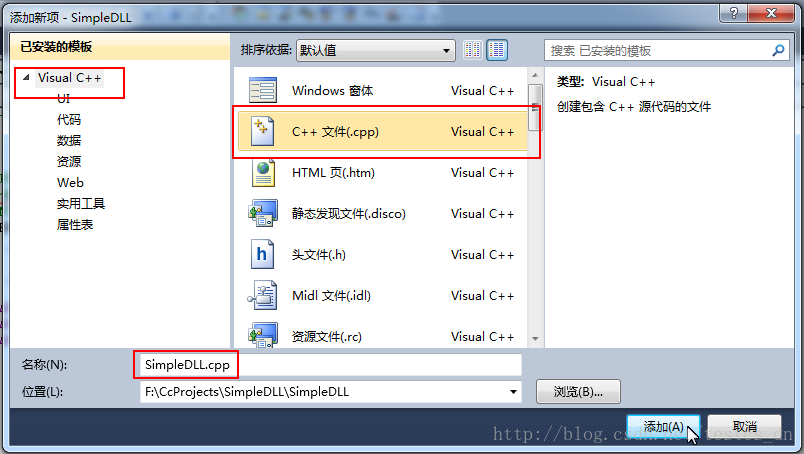 添加新项 - SimpleDLL
已安装的模板
排序依据: 默认值
搜索 已安装的模板
Visual C++
UI
代码
数据
资源
Web
实用工具
属性表
Windows 窗体 Visual C++
C++ 文件(.cpp) Visual C++
HTML 页(.htm) Visual C++
静态发现文件(.disco) Visual C++
头文件(.h) Visual C++
Midl 文件(.idl) Visual C++
资源文件(.rc) Visual C++
类型: Visual C++
创建包含 C++ 源代码的文件
名称(N): SimpleDLL.cpp
位置(L): F:\CcProjects\SimpleDLL\SimpleDLL
浏览(B)...
添加(A) 取消
http://blog.csdn.net/